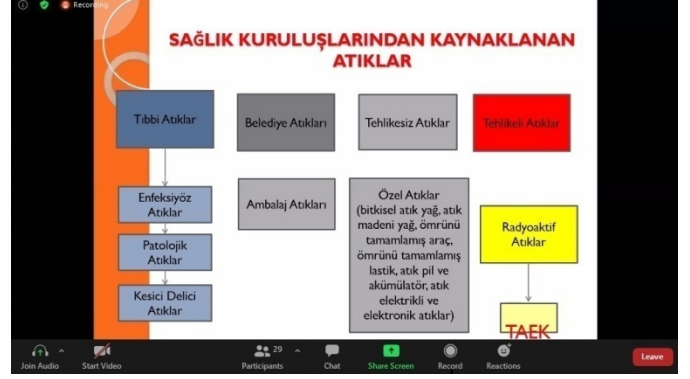 Recording
SAĞLIK KURULUŞLARINDAN KAYNAKLANAN
ATIKLAR
Tıbbi Atıklar
Belediye Atıkları
Tehlikesiz Atıklar
Tehlikeli Atıklar
Enfeksiyöz
Atıklar
Patolojik
Atıklar
Kesici Delici
Atıklar
Ambalaj Atıkları
Özel Atıklar
(bitkisel atık yağ, atık
madeni yağ, ömrünü
tamamlamış araç,
ömrünü tamamlamış
lastik, atık pil ve
akümülatör, atık
elektrikli ve
elektronik atıklar)
Radyoaktif
Atıklar
TAEK
Join Audio
Start Video
29
Participants
Chat
Share Screen
Record
Reactions
Leave